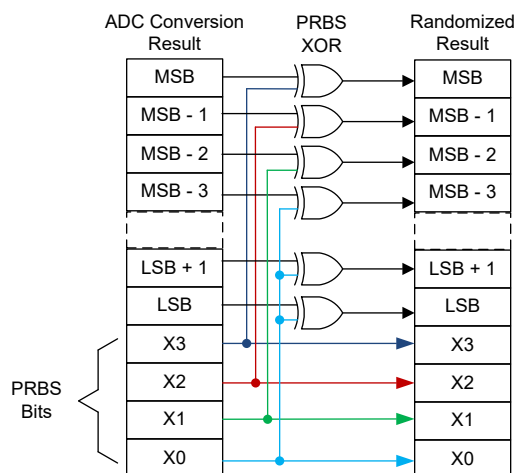 ADC Conversion
Result
PRBS
XOR
Randomized
Result
MSB
MSB
MSB - 1
MSB - 1
MSB - 2
MSB - 2
MSB - 3
MSB - 3
LSB + 1
LSB + 1
LSB
LSB
X3
X3
PRBS
Bits
X2
X2
X1
X1
X0
X0